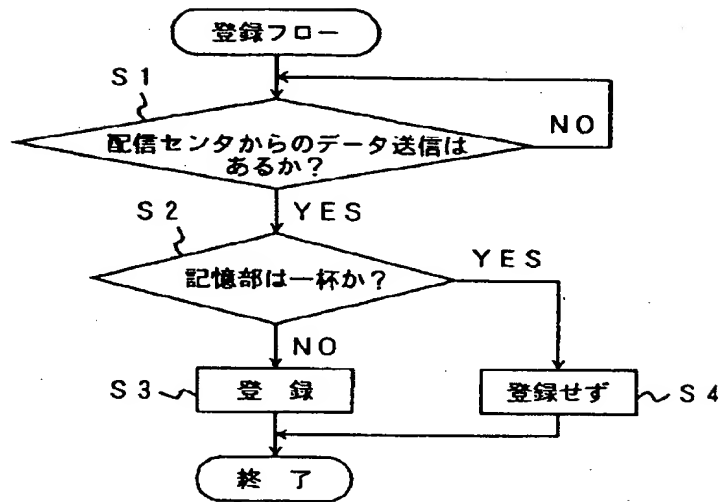 登録フロー
S1
配信センタからのデータ送信は
あるか?
NO
S2
YES
記憶部は一杯か?
YES
NO
S3
登 録
登録せず
S4
終 了